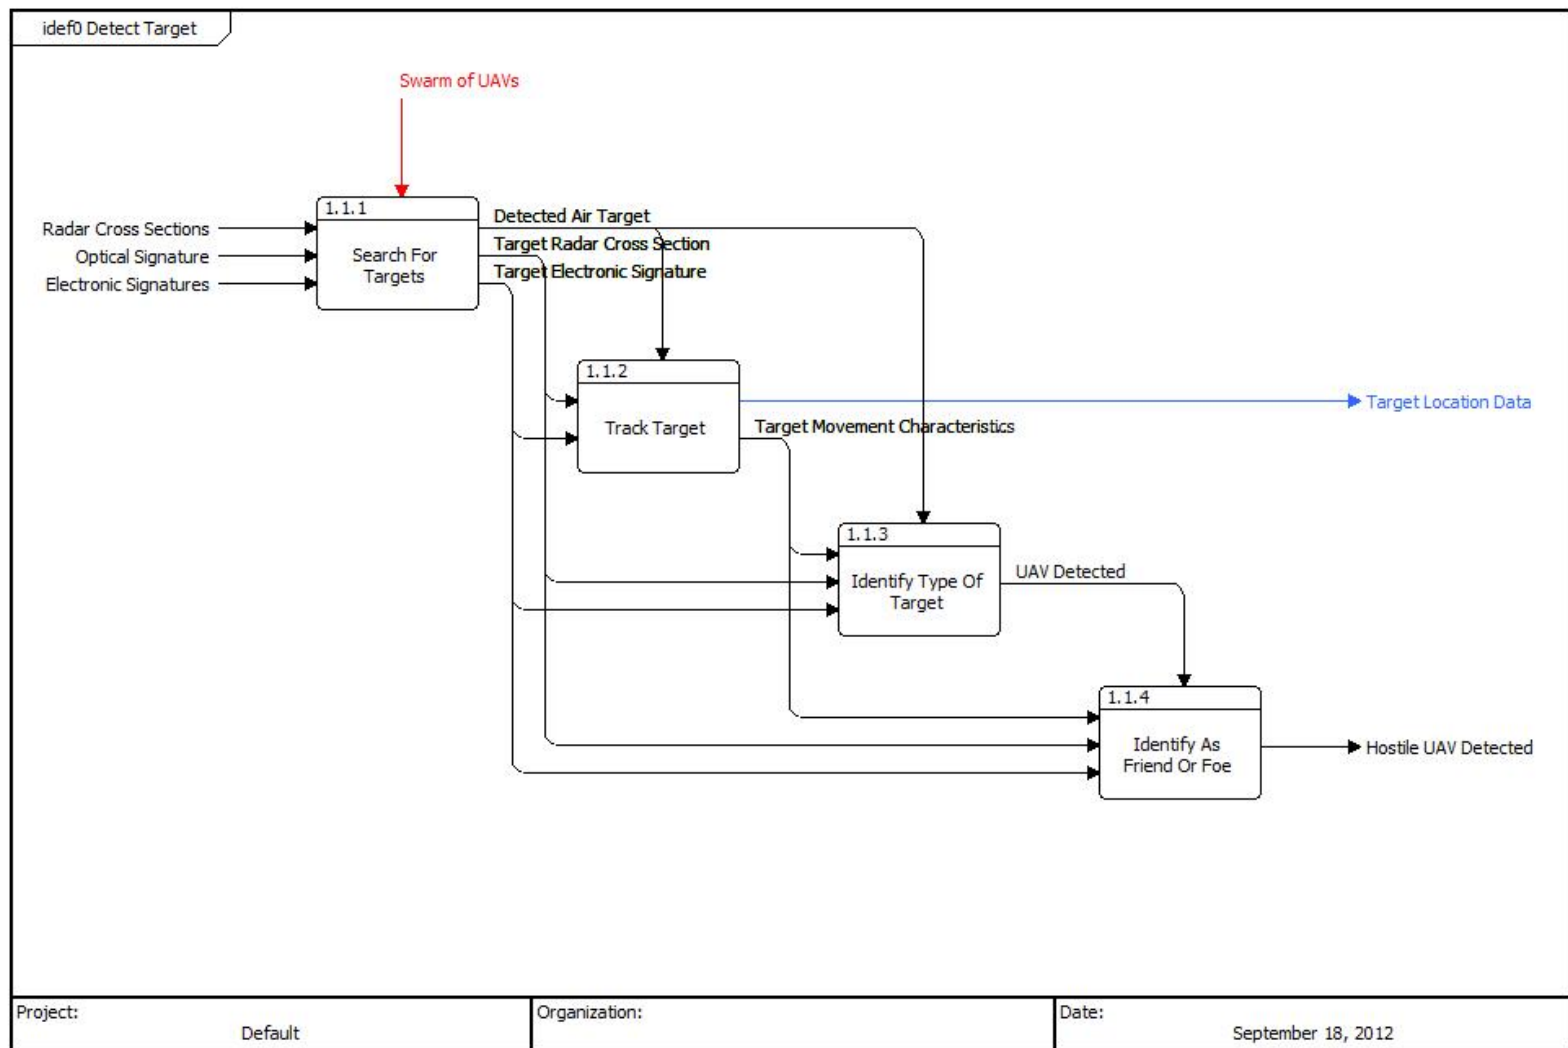 idef0 Detect Target
Swarm of UAVs
1.1.1
Search For
Targets
Radar Cross Sections
Optical Signature
Electronic Signatures
Detected Air Target
Target Radar Cross Section
Target Electronic Signature
1.1.2
Track Target
Target Location Data
Target Movement Characteristics
1.1.3
Identify Type Of
Target
UAV Detected
1.1.4
Identify As
Friend Or Foe
Hostile UAV Detected
Project:
Default
Organization:
Date:
September 18, 2012